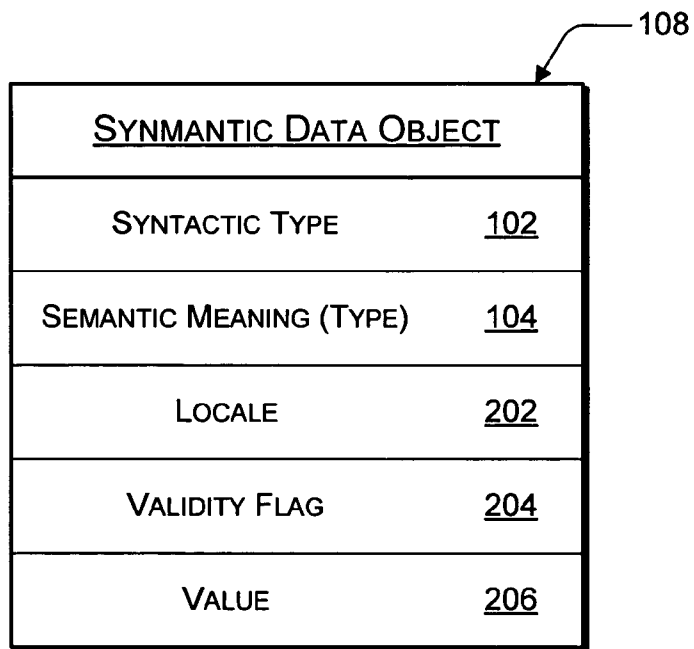 108
SYNMANTIC DATA OBJECT
SYNTACTIC TYPE 102
SEMANTIC MEANING (TYPE) 104
LOCALE 202
VALIDITY FLAG 204
VALUE 206